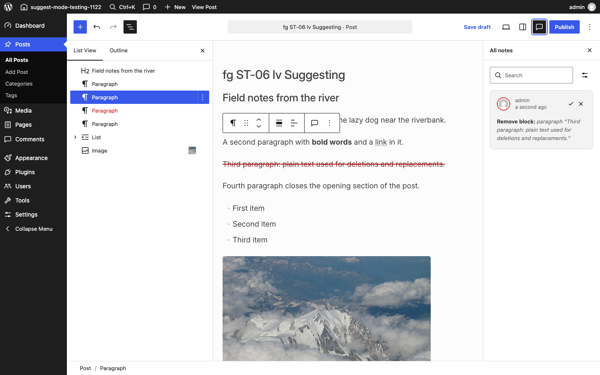 suggest-mode-testing-1122 Ctrl+K 0 New View Post admin
Dashboard
Posts
All Posts
Add Post
Categories
Tags
Media
Pages
Comments
Appearance
Plugins
Users
Tools
Settings
Collapse Menu
fg ST-06 lv Suggesting · Post
Save draft
Publish
List View Outline
H2 Field notes from the river
Paragraph
Paragraph
Paragraph
Paragraph
List
Image
fg ST-06 lv Suggesting
Field notes from the river
he lazy dog near the riverbank.
A second paragraph with bold words and a link in it.
Third paragraph: plain text used for deletions and replacements.
Fourth paragraph closes the opening section of the post.
First item
Second item
Third item
All notes
Search
admin
a second ago
Remove block: paragraph "Third
paragraph: plain text used for
deletions and replacements."
Post / Paragraph